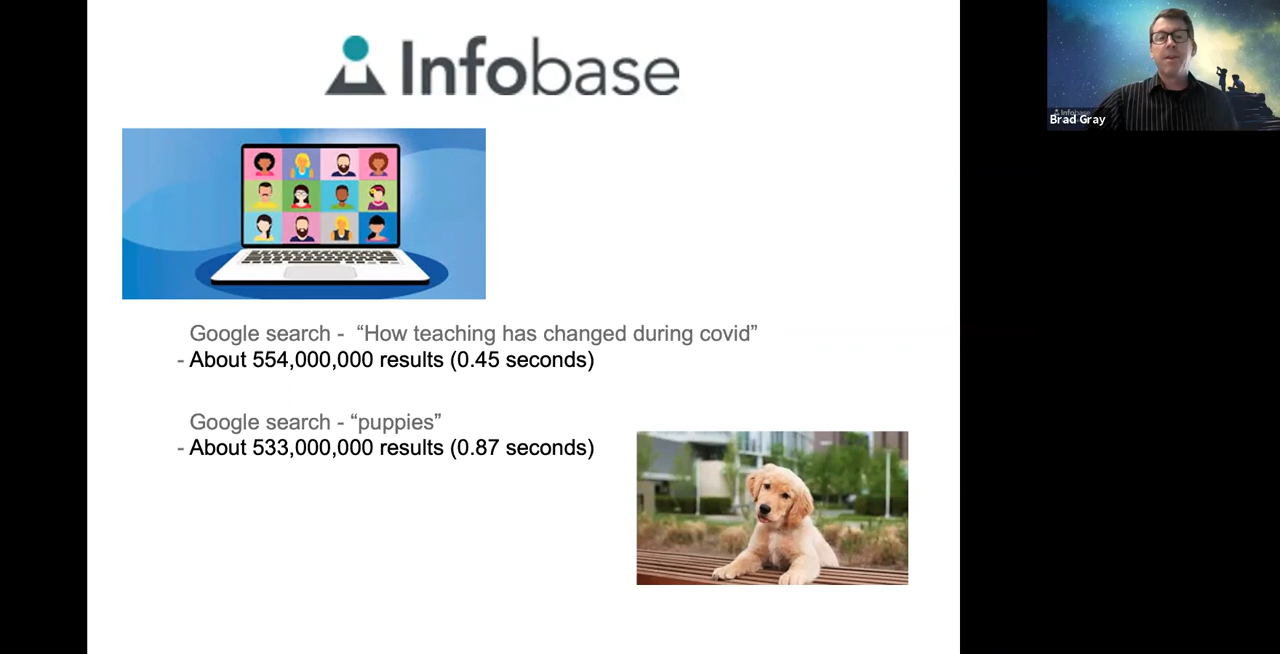 Infobase
Google search - “How teaching has changed during covid”
- About 554,000,000 results (0.45 seconds)
Google search - “puppies”
- About 533,000,000 results (0.87 seconds)
Infobase
Brad Gray